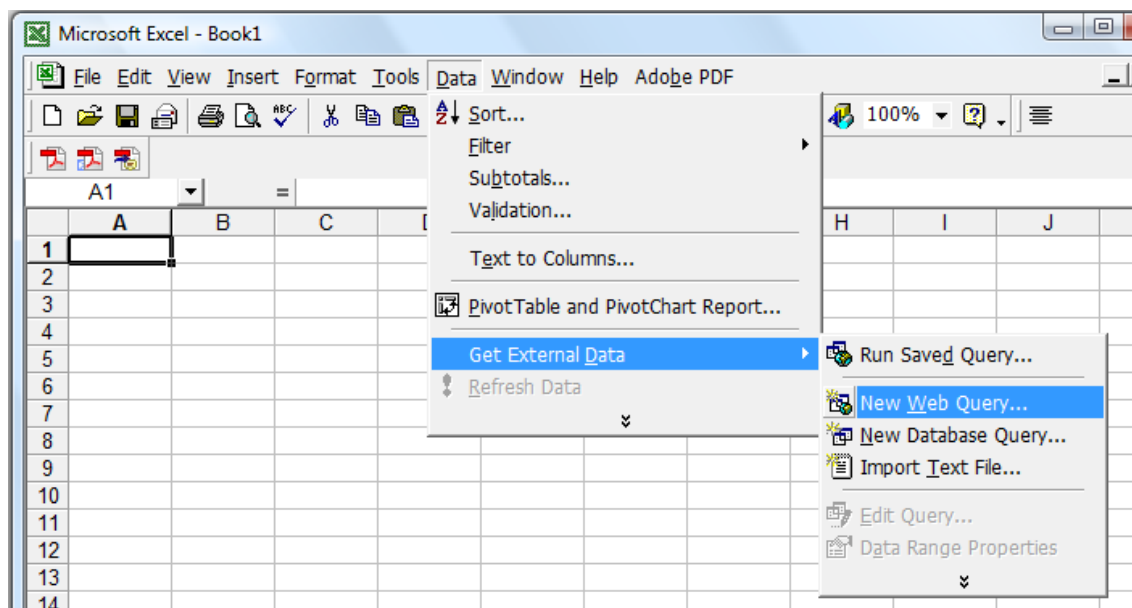 Microsoft Excel - Book1
File Edit View Insert Format Tools Data Window Help Adobe PDF
ABC 100%
A1 =
Sort...
Filter
Subtotals...
Validation...
Text to Columns...
PivotTable and PivotChart Report...
Get External Data
Refresh Data
Run Saved Query...
New Web Query...
New Database Query...
Import Text File...
Edit Query...
Data Range Properties
A B C H I J
1
2
3
4
5
6
7
8
9
10
11
12
13
14